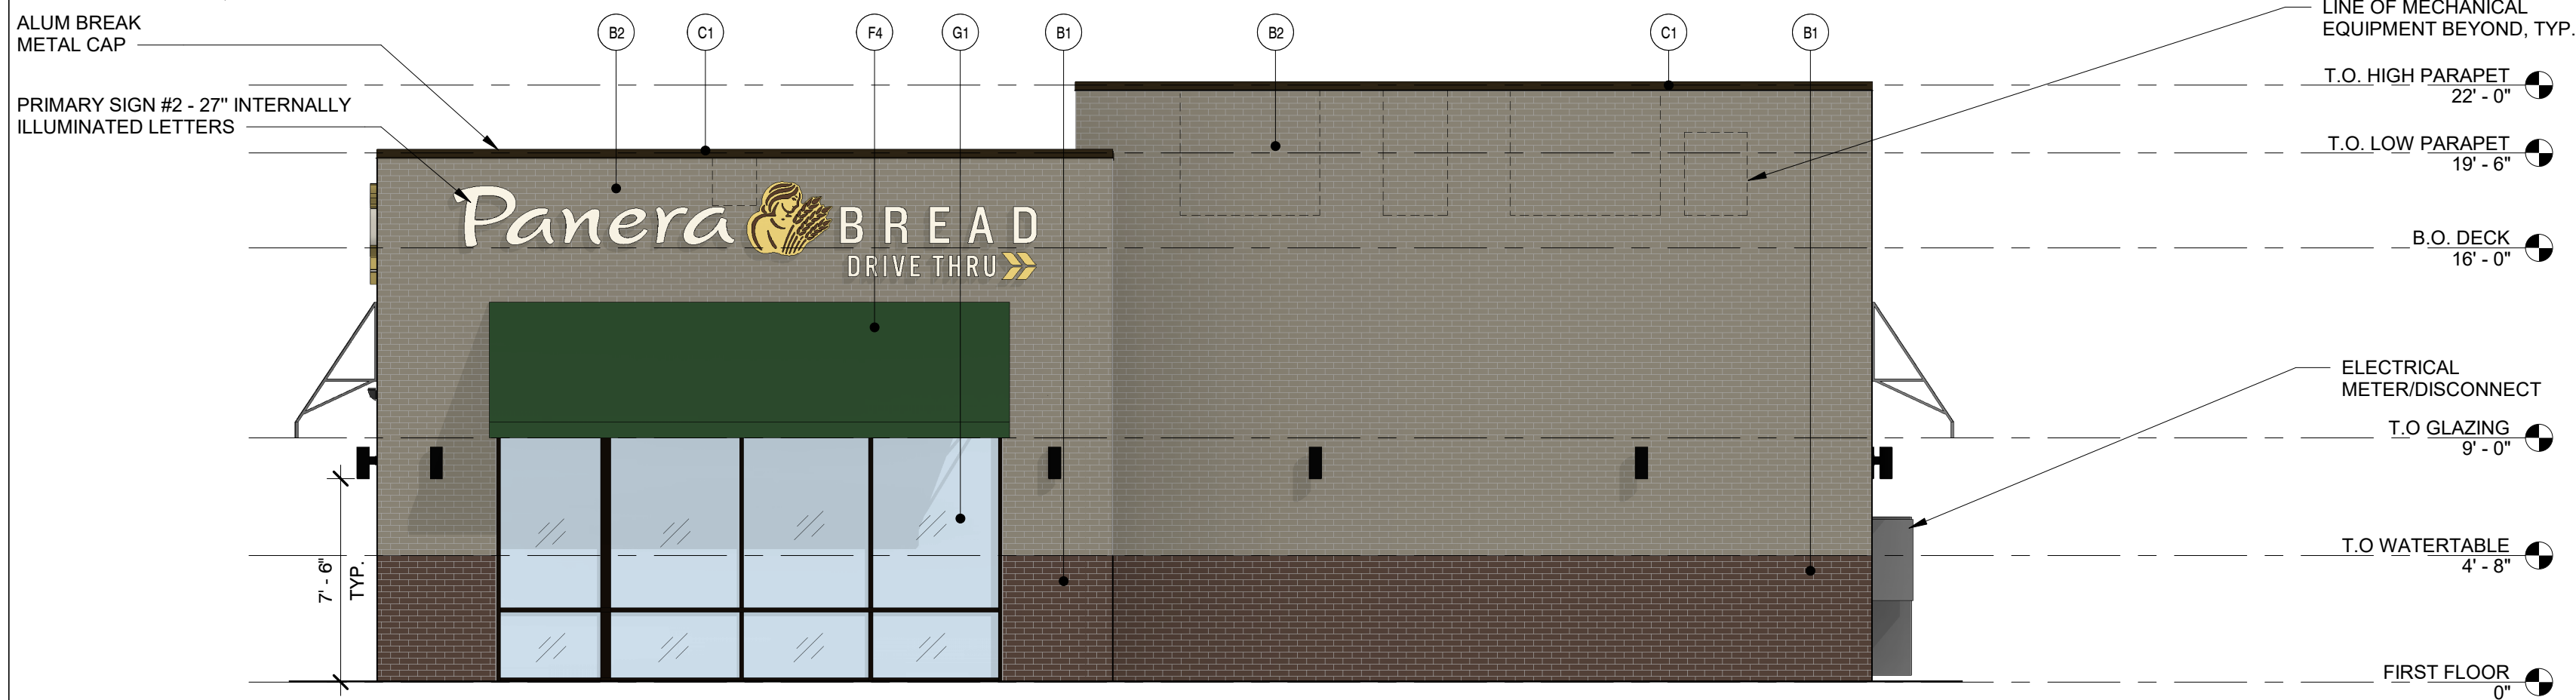 ALUM BREAK
METAL CAP
B2
C1
F4
G1
B1
B2
C1
B1
LINE OF MECHANICAL
EQUIPMENT BEYOND, TYP.
T.O. HIGH PARAPET
22' - 0"
PRIMARY SIGN #2 - 27" INTERNALLY
ILLUMINATED LETTERS
T.O. LOW PARAPET
19' - 6"
Panera BREAD
DRIVE THRU
B.O. DECK
16' - 0"
ELECTRICAL
METER/DISCONNECT
T.O GLAZING
9' - 0"
T.O WATERTABLE
4' - 8"
7' - 6"
TYP.
FIRST FLOOR
0"